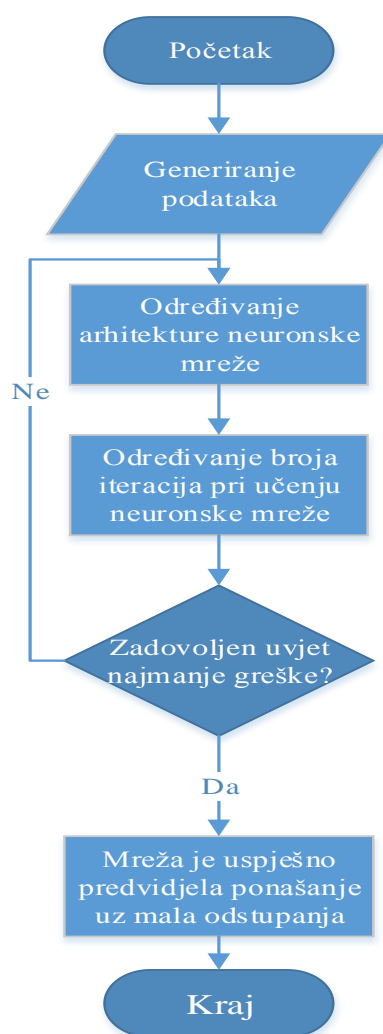 Početak
Generiranje
podataka
Određivanje
arhitekture neuronske
mreže
Ne
Određivanje broja
iteracija pri učenju
neuronske mreže
Zadovoljen uvjet
najmanje greške?
Da
Mreža je uspješno
predvidjela ponašanje
uz mala odstupanja
Kraj